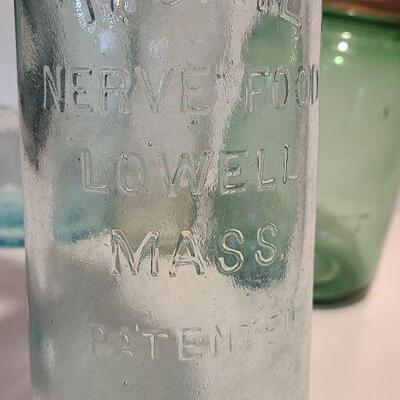 NERVE FOOD
LOWELL
MASS.
PATENTED